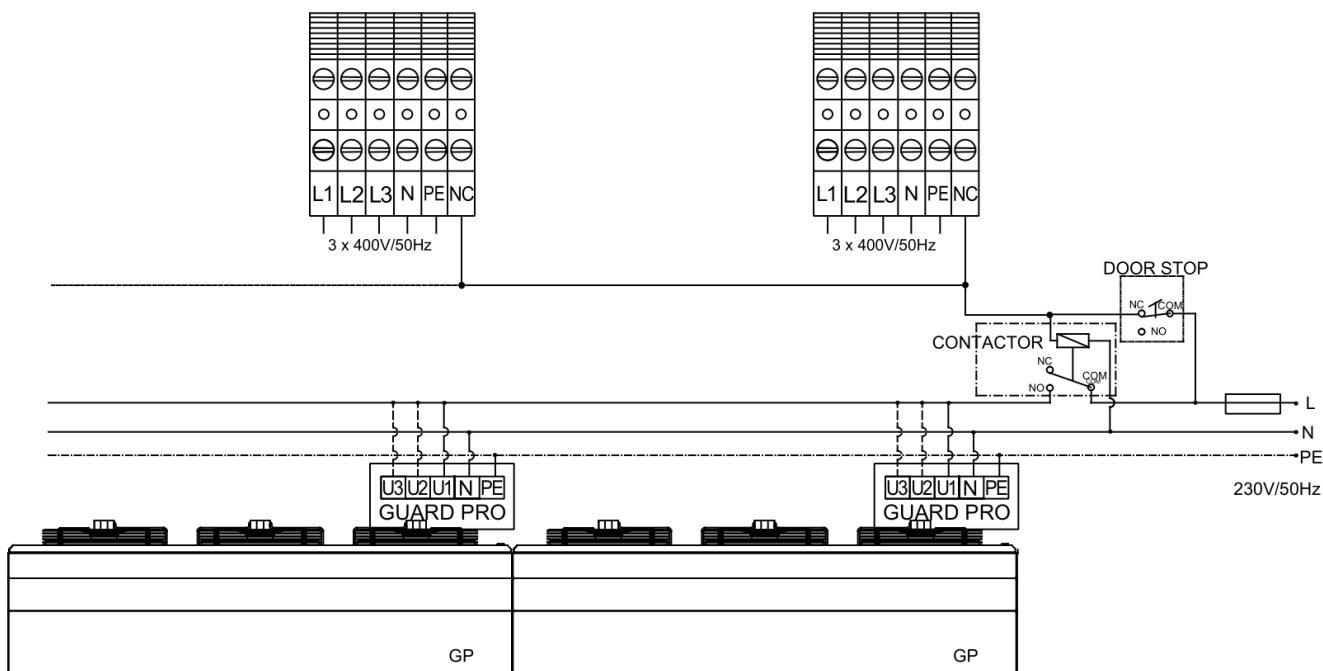 L1 L2 L3 N PE NC
3 x 400V/50Hz
L1 L2 L3 N PE NC
3 x 400V/50Hz
DOOR STOP
NC COM
NO
CONTACTOR
NC
COM
COM
NO
L
N
PE
230V/50Hz
U3 U2 U1 N PE
GUARD PRO
U3 U2 U1 N PE
GUARD PRO
GP
GP